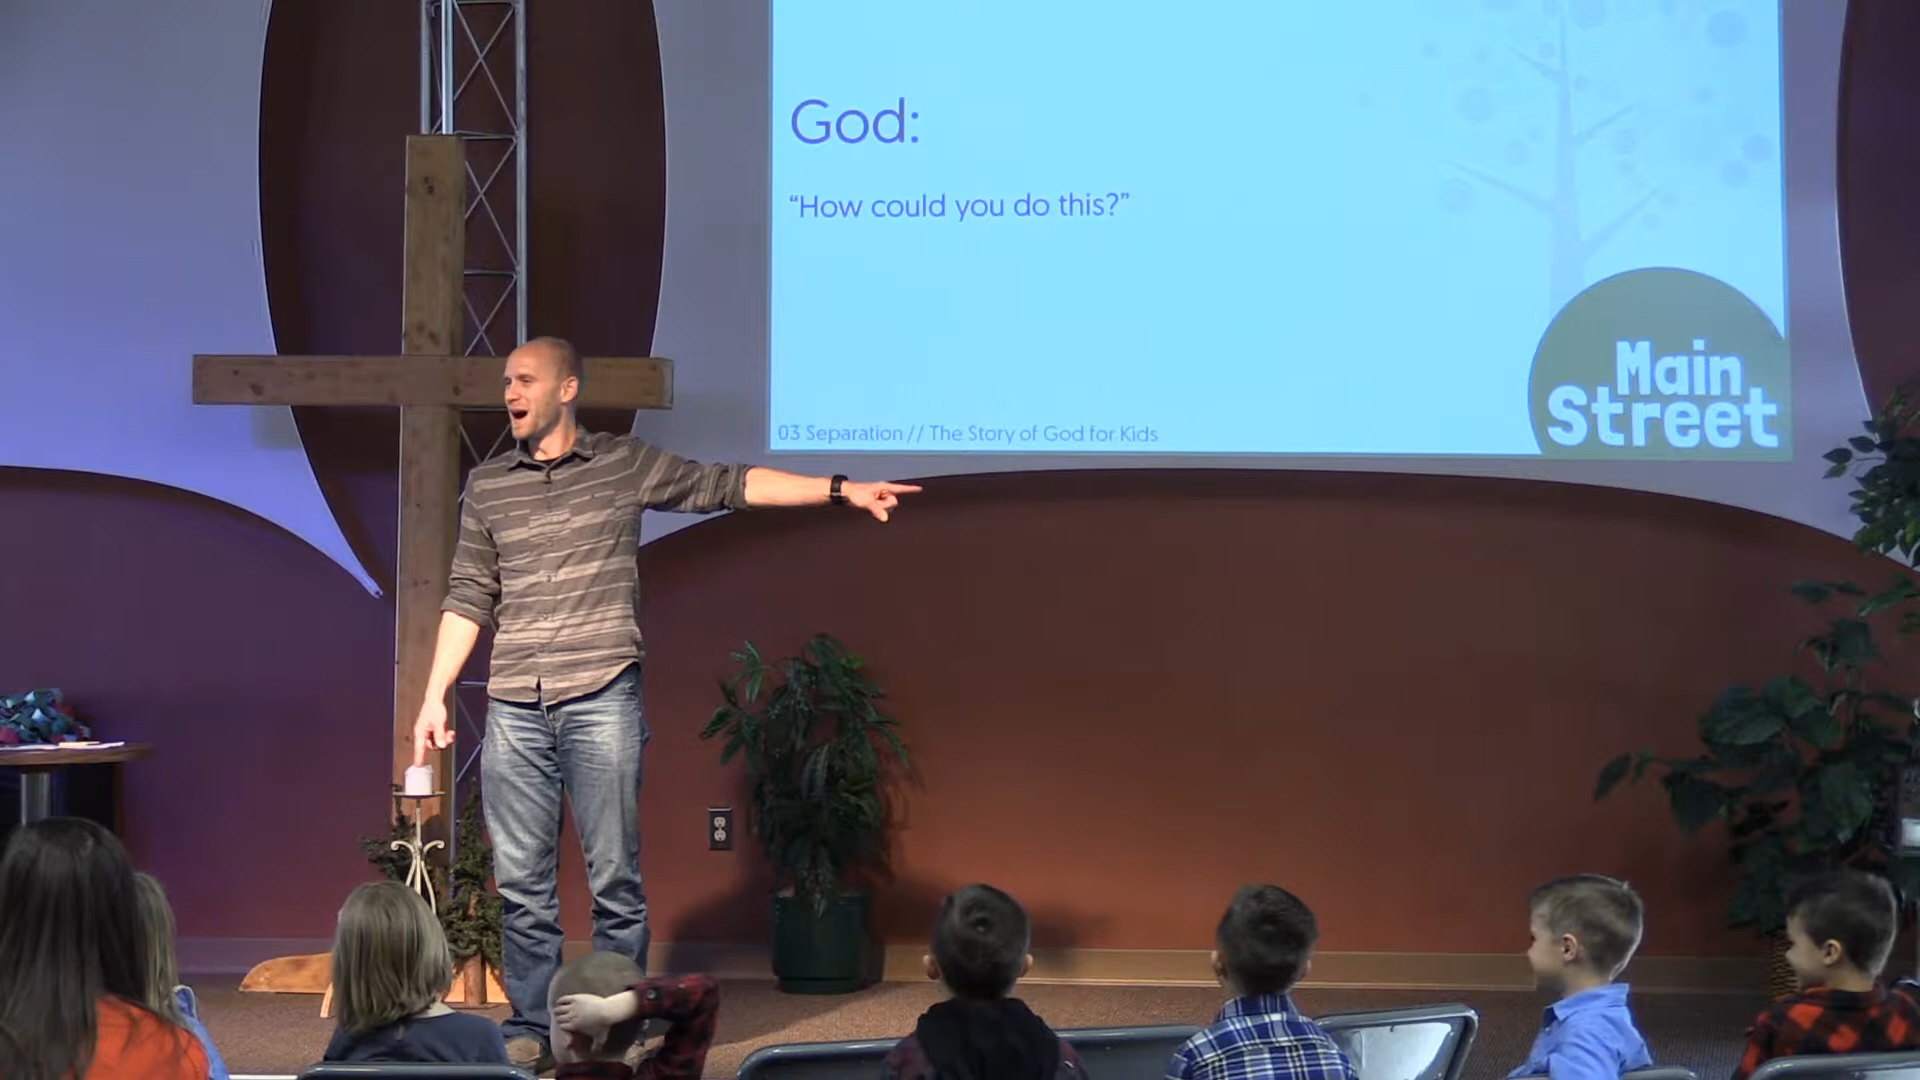 God:
“How could you do this?”
Main
Street
03 Separation // The Story of God for Kids